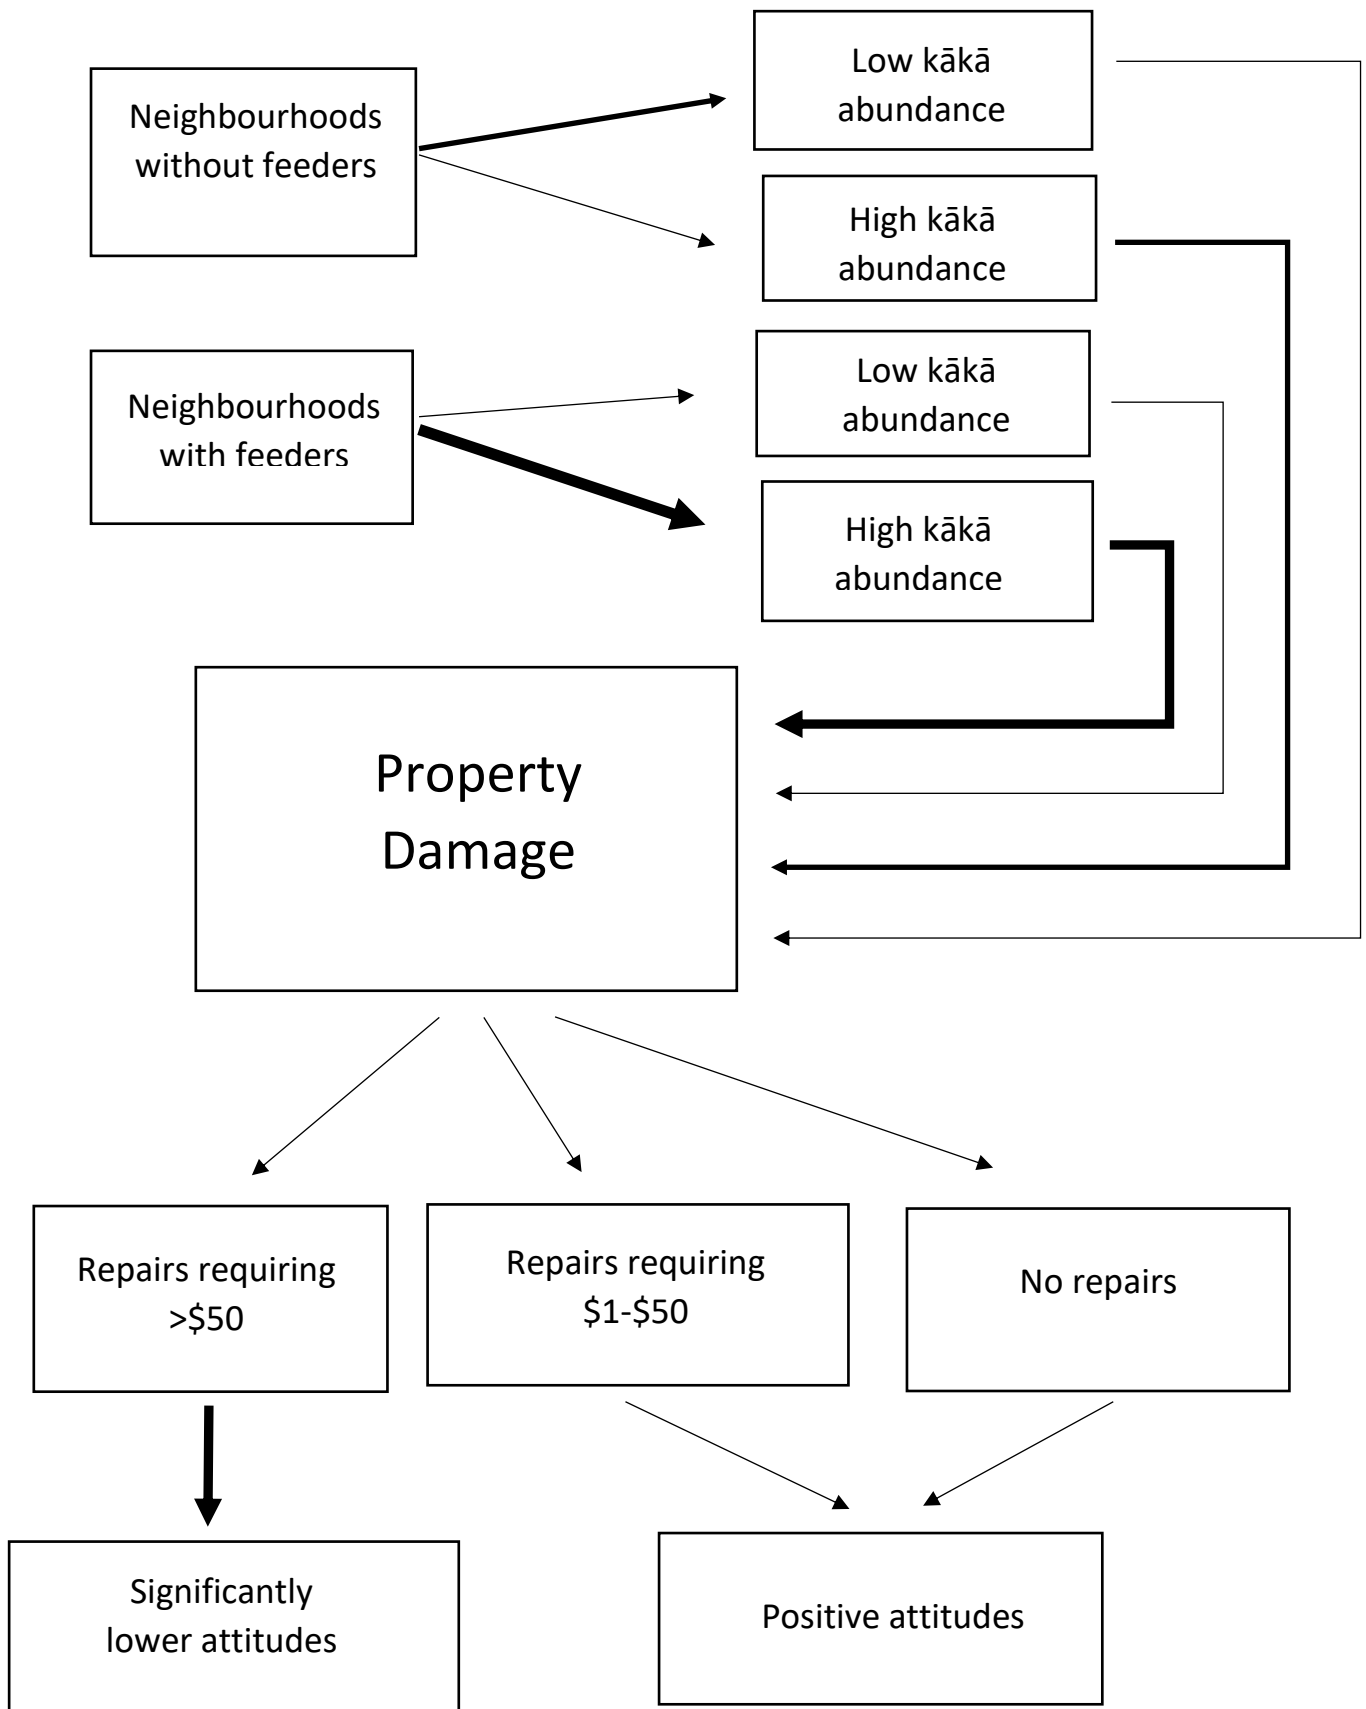 Low kākā
abundance
Neighbourhoods
without feeders
High kākā
abundance
Low kākā
abundance
Neighbourhoods
with feeders
High kākā
abundance
Property
Damage
Repairs requiring
>$50
Repairs requiring
$1-$50
No repairs
Significantly
lower attitudes
Positive attitudes